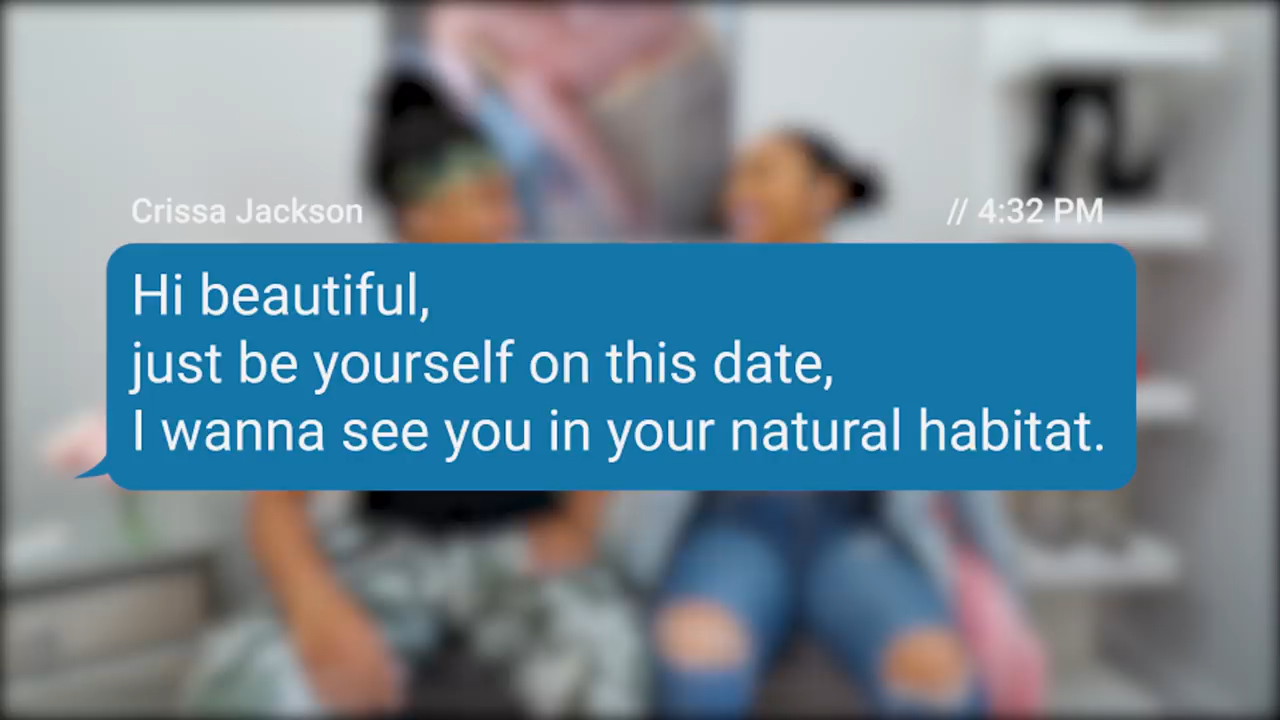 Crissa Jackson // 4:32 PM
Hi beautiful,
just be yourself on this date,
I wanna see you in your natural habitat.